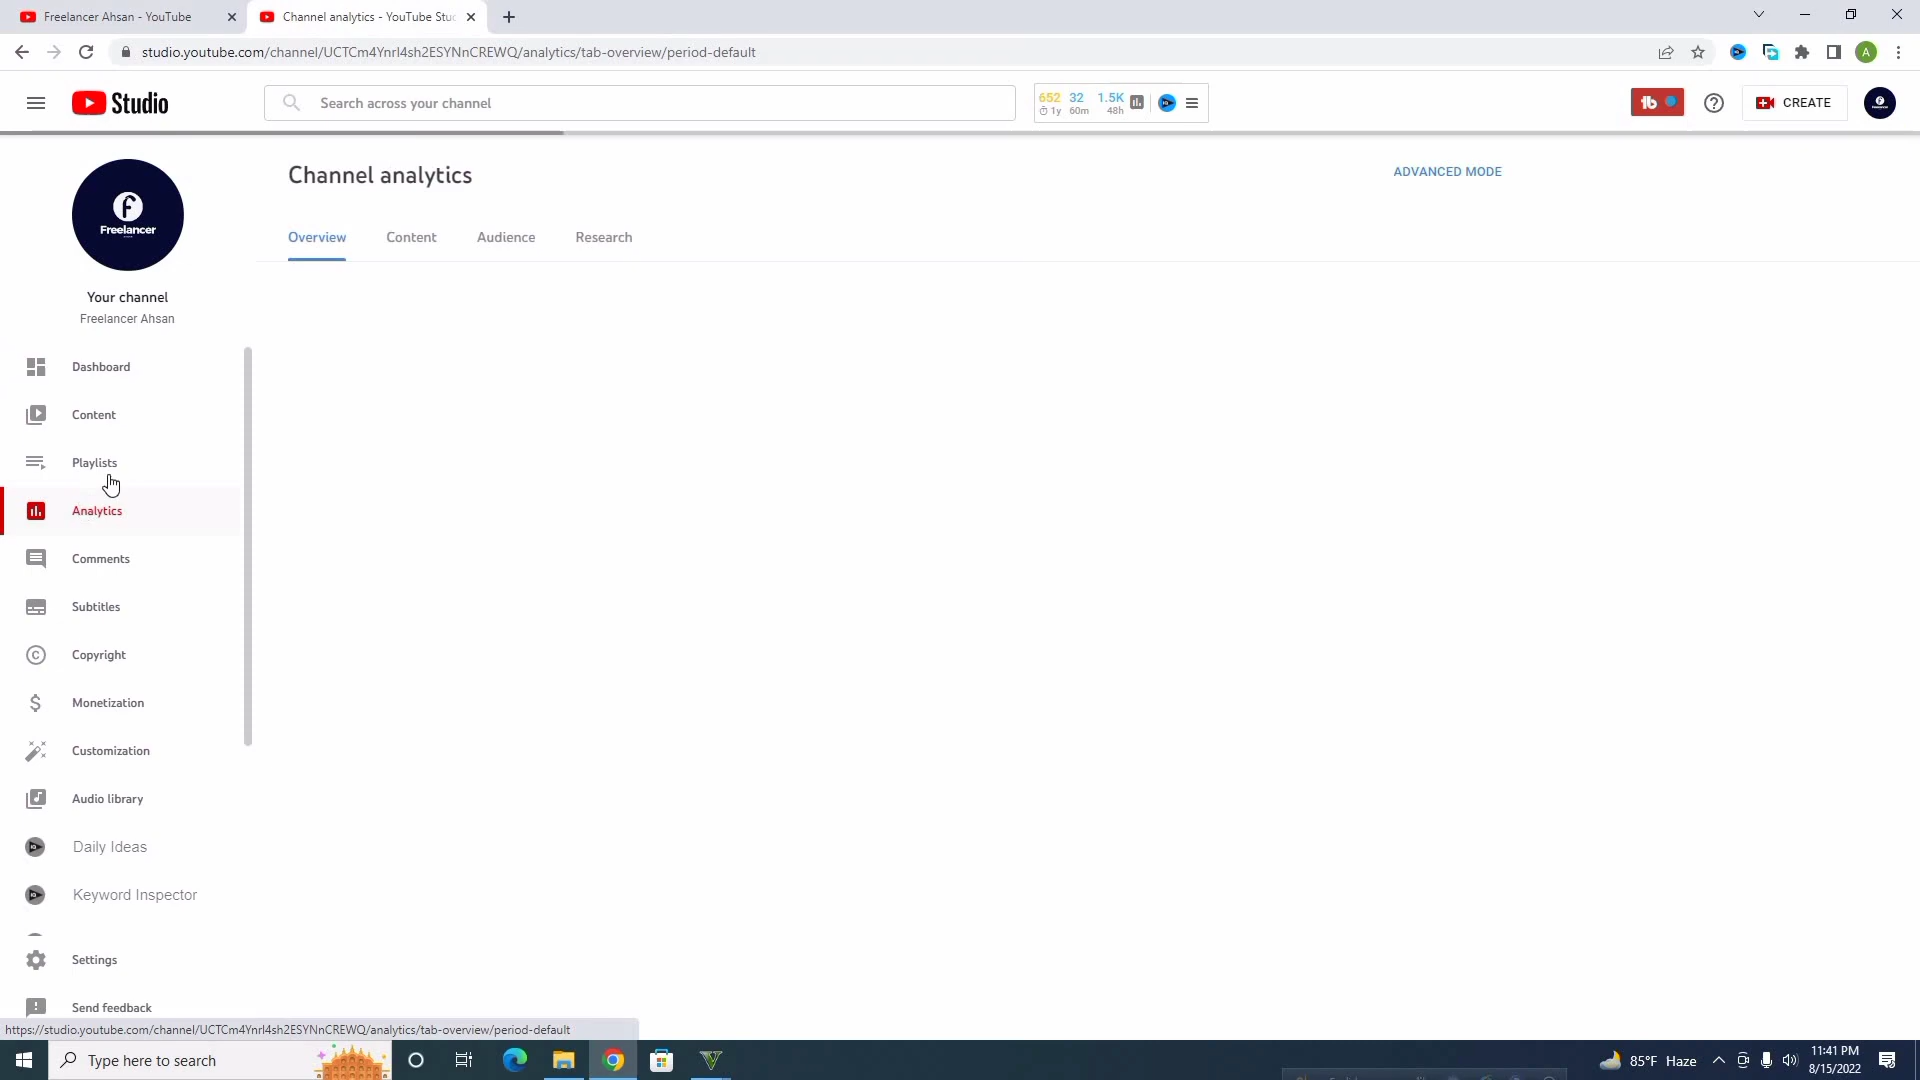 Freelancer Ahsan - YouTube
Channel analytics - YouTube Stu
studio.youtube.com/channel/UCTCm4Ynrl4sh2ESYNnCREWQ/analytics/tab-overview/period-default
A
Studio
Search across your channel
652 32 1.5K
1y 60m 48h
CREATE
Channel analytics
ADVANCED MODE
Freelancer
Overview Content Audience Research
Your channel
Freelancer Ahsan
Dashboard
Content
Playlists
Analytics
Comments
Subtitles
Copyright
Monetization
Customization
Audio library
Daily Ideas
Keyword Inspector
Settings
Send feedback
https://studio.youtube.com/channel/UCTCm4Ynrl4sh2ESYNnCREWQ/analytics/tab-overview/period-default
Type here to search
85°F Haze
11:41 PM
8/15/2022